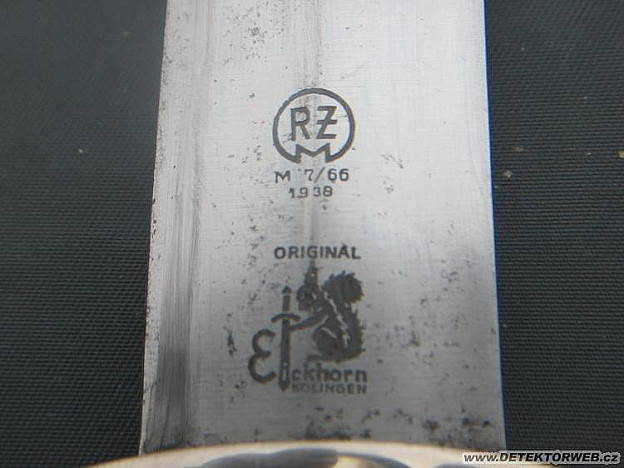 RZ
M
M 7/66
1938
ORIGINAL
Eickhorn
SOLINGEN
www.DETEKTORWEB.cz